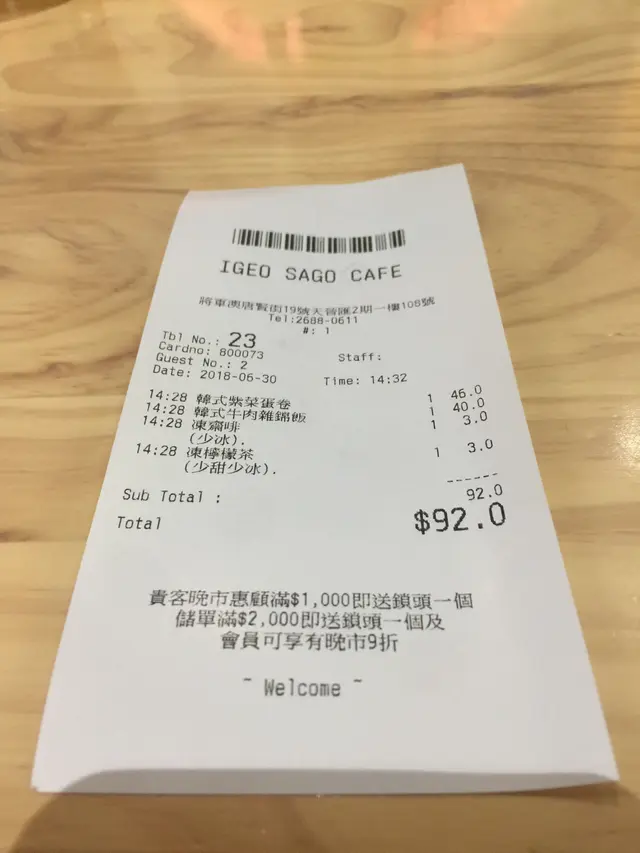 IGEO SAGO CAFE
將軍澳唐賢街19號天晉匯2期一樓108號
Tel:2688-0611
#: 1
Tbl No.: 23
Cardno: 800073
Guest No.: 2 Staff:
Date: 2018-06-30 Time: 14:32
14:28 韓式紫菜蛋卷 1 46.0
14:28 韓式牛肉雜錦飯 1 40.0
14:28 凍齋啡 1 3.0
(少冰).
14:28 凍檸檬茶 1 3.0
(少甜少冰).
------
Sub Total : 92.0
Total $92.0
貴客晚市惠顧滿$1,000即送鎖頭一個
儲單滿$2,000即送鎖頭一個及
會員可享有晚市9折
~ Welcome ~